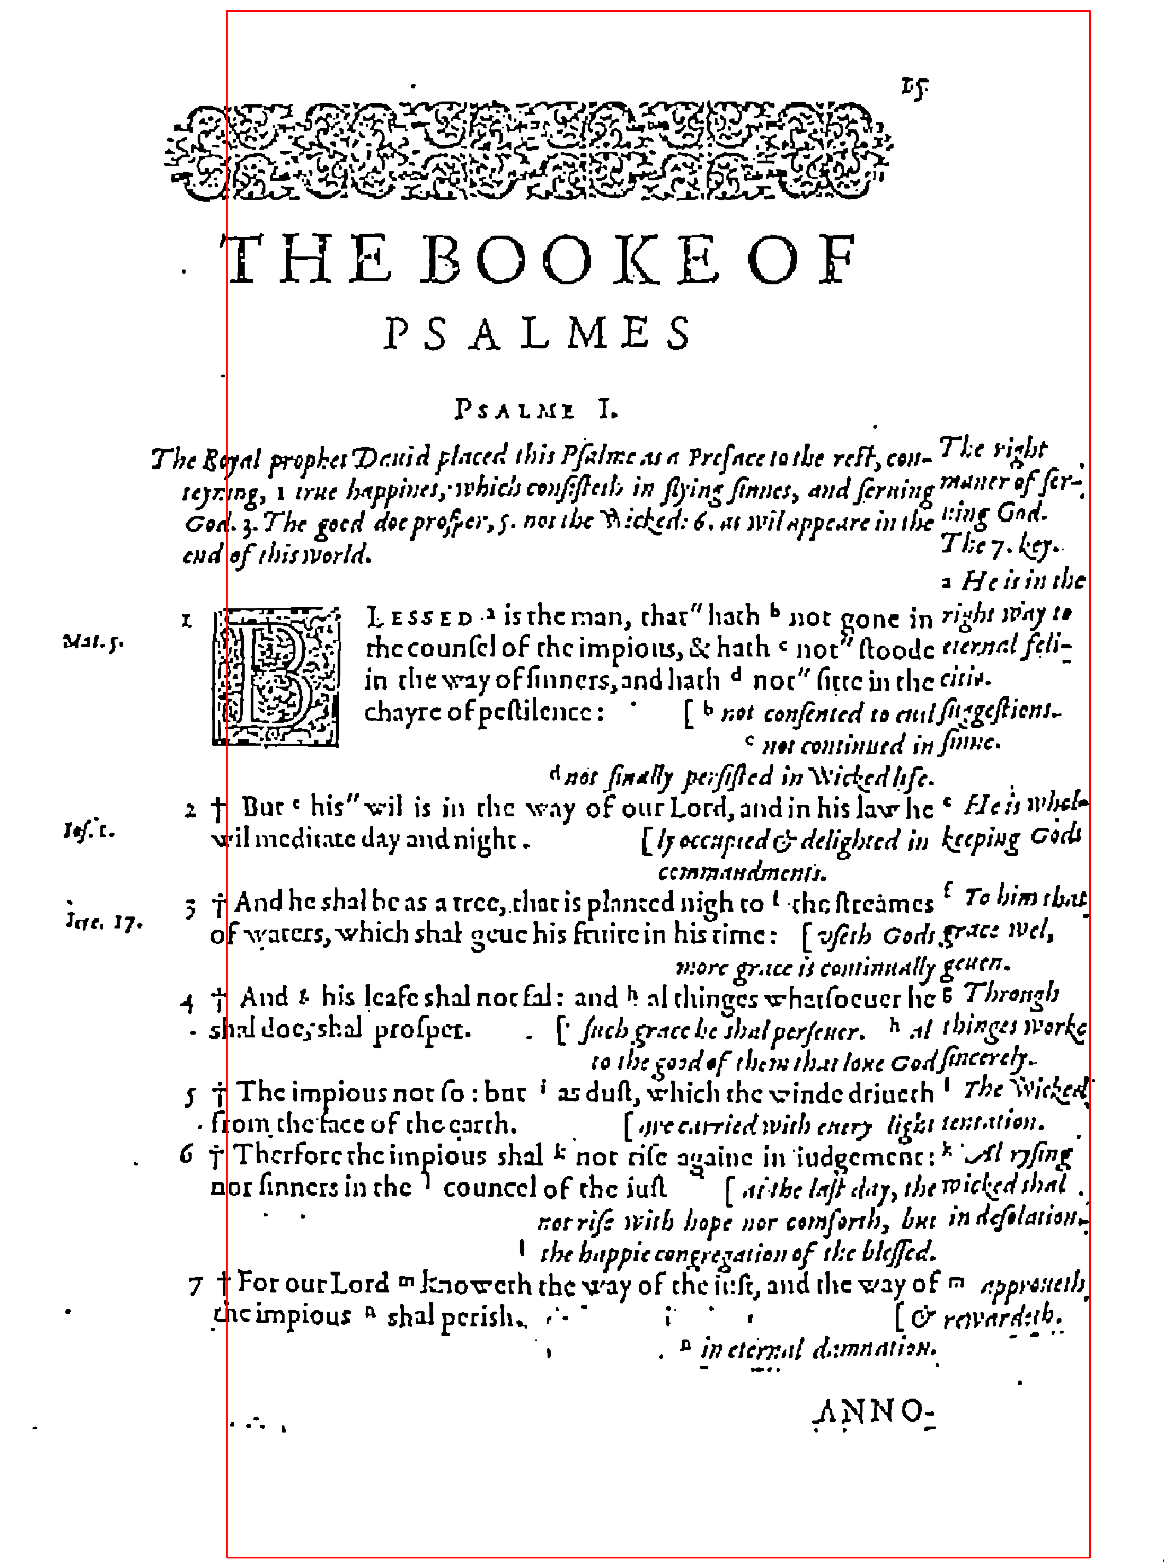 15.
THE BOOKE OF
PSALMES
PSALME I.
The Royal prophet Dauid placed this Psalme as a Preface to the rest, con-
teyning, 1 true happines, which consisteth in flying sinnes, and seruing
God. 3. The good doe prosper, 5. not the Wicked: 6. as wil appeare in the
end of this world.
The right
maner of ser-
uing God.
The 7. key.
a He is in the
right way to
eternal feli-
citie.
1 BLESSED a is the man, that" hath b not gone in
Mat. 5.
the counsel of the impious, & hath c not" stoode
in the way of sinners, and hath d not" sitte in the
chayre of pestilence: [ b not consented to euil suggestions.
c not continued in sinne.
d not finally persisted in Wicked life.
2 † But e his" wil is in the way of our Lord, and in his law he e He is whol-
Ios. 1.
wil meditate day and night. [ ly occupied & delighted in keeping Gods
commandments.
3 † And he shal be as a tree, that is planted nigh to f the streames f To him that
Iere. 17.
of waters, which shal geue his fruite in his time: [ vseth Gods grace wel,
more grace is continually geuen.
4 † And g his leafe shal not fal: and h al thinges whatsoeuer he g Through
shal doe, shal prosper. [ such grace he shal perseuer. h al thinges worke
to the good of them that loue God sincerely.
5 † The impious not so: but i as dust, which the winde driueth i The Wicked
from the face of the earth. [ are carried with euery light tentation.
6 † Therfore the impious shal k not rise againe in iudgement: k Al rysing
nor sinners in the l councel of the iust [ at the last day, the wicked shal
not rise with hope nor comforth, but in desolation.
l the happie congregation of the blessed.
7 † For our Lord m knoweth the way of the iust, and the way of m approueth
the impious n shal perish. [ & rewardeth.
n in eternal damnation.
ANNO-